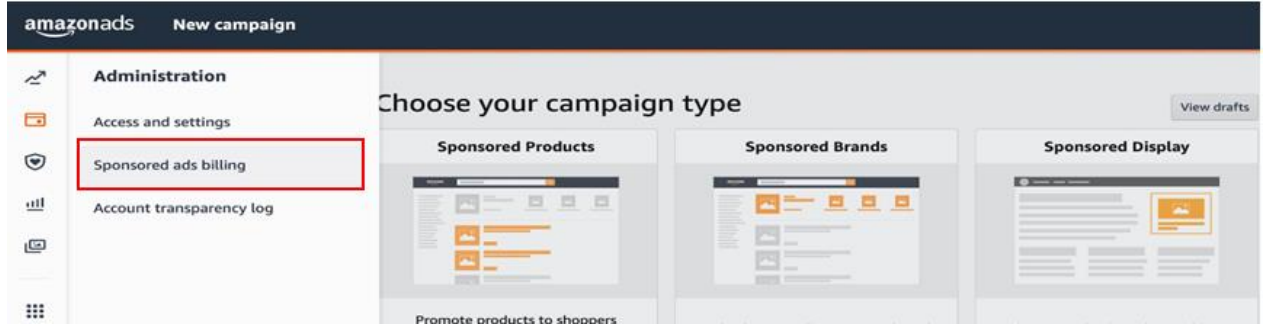 amazonads New campaign
Administration
Access and settings
Sponsored ads billing
Account transparency log
Choose your campaign type
View drafts
Sponsored Products
Sponsored Brands
Sponsored Display
Promote products to shoppers